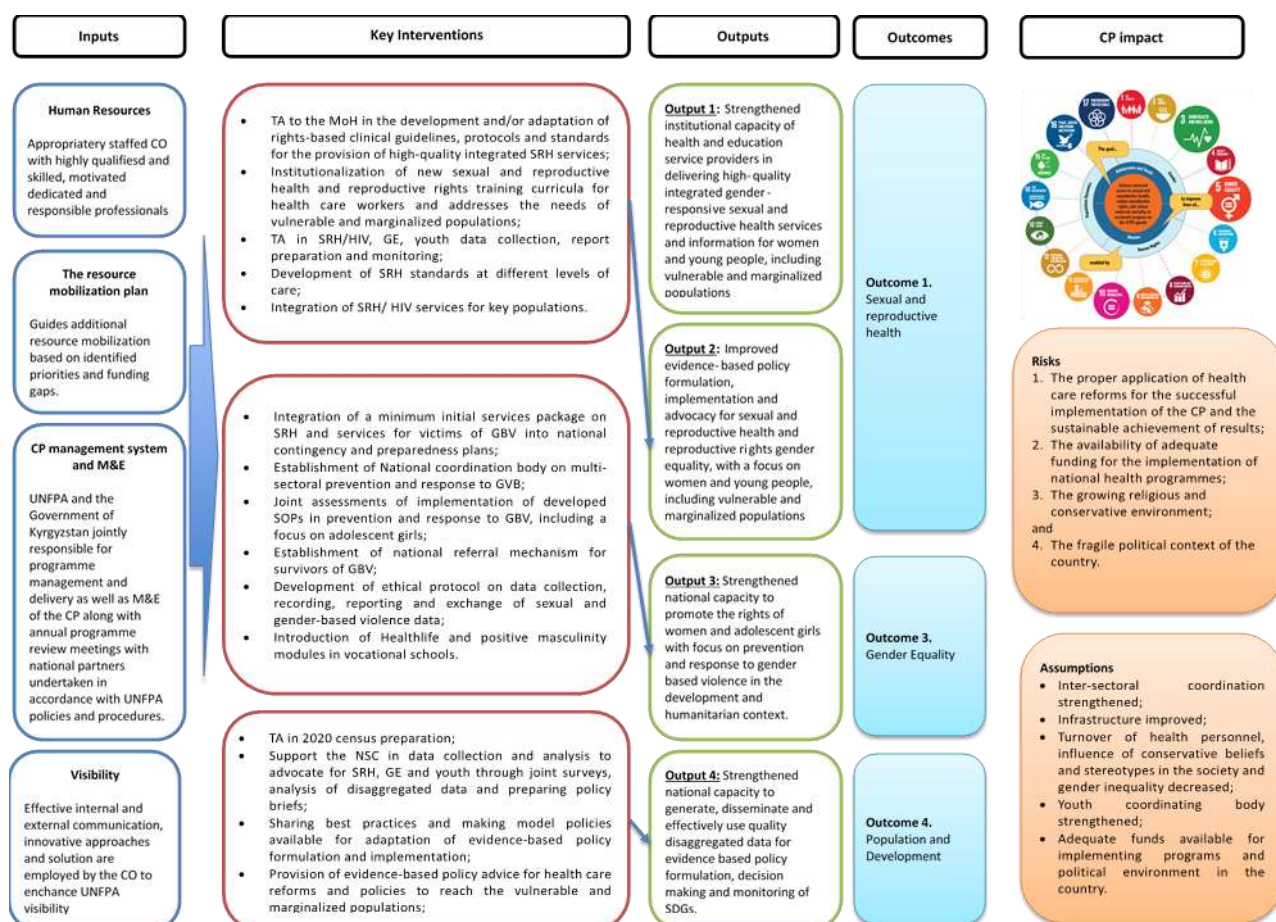 Inputs
Key Interventions
Outputs
Outcomes
CP impact
Human Resources
Appropriatery staffed CO
with highly qualifiesd and
skilled, motivated
dedicated and
responsible professionals
The resource
mobilization plan
Guides additional
resource mobilization
based on identified
priorities and funding
gaps.
CP management system
and M&E
UNFPA and the
Government of
Kyrgyzstan jointly
responsible for
programme
management and
delivery as well as M&E
of the CP along with
annual programme
review meetings with
national partners
undertaken in
accordance with UNFPA
policies and procedures.
Visibility
Effective internal and
external communication,
innovative approaches
and solution are
employed by the CO to
enchance UNFPA
visibility
• TA to the MoH in the development and/or adaptation of
rights-based clinical guidelines, protocols and standards
for the provision of high-quality integrated SRH services;
• Institutionalization of new sexual and reproductive
health and reproductive rights training curricula for
health care workers and addresses the needs of
vulnerable and marginalized populations;
• TA in SRH/HIV, GE, youth data collection, report
preparation and monitoring;
• Development of SRH standards at different levels of
care;
• Integration of SRH/ HIV services for key populations.
• Integration of a minimum initial services package on
SRH and services for victims of GBV into national
contingency and preparedness plans;
• Establishment of National coordination body on multi-
sectoral prevention and response to GVB;
• Joint assessments of implementation of developed
SOPs in prevention and response to GBV, including a
focus on adolescent girls;
• Establishment of national referral mechanism for
survivors of GBV;
• Development of ethical protocol on data collection,
recording, reporting and exchange of sexual and
gender-based violence data;
• Introduction of Healthlife and positive masculinity
modules in vocational schools.
• TA in 2020 census preparation;
• Support the NSC in data collection and analysis to
advocate for SRH, GE and youth through joint surveys,
analysis of disaggregated data and preparing policy
briefs;
• Sharing best practices and making model policies
available for adaptation of evidence-based policy
formulation and implementation;
• Provision of evidence-based policy advice for health care
reforms and policies to reach the vulnerable and
marginalized populations;
Output 1: Strengthened
institutional capacity of
health and education
service providers in
delivering high-quality
integrated gender -
responsive sexual and
reproductive health services
and information for women
and young people, including
vulnerable and marginalized
populations
Output 2: Improved
evidence-based policy
formulation,
implementation and
advocacy for sexual and
reproductive health and
reproductive rights gender
equality, with a focus on
women and young people,
including vulnerable and
marginalized populations
Output 3: Strengthened
national capacity to
promote the rights of
women and adolescent girls
with focus on prevention
and response to gender
based violence in the
development and
humanitarian context.
Output 4: Strengthened
national capacity to
generate, disseminate and
effectively use quality
disaggregated data for
evidence based policy
formulation, decision
making and monitoring of
SDGs.
Outcome 1.
Sexual and
reproductive
health
Outcome 3.
Gender Equality
Outcome 4.
Population and
Development
The goal...
to improve
lives of...
enabled by
Human Rights
Risks
1. The proper application of health
care reforms for the successful
implementation of the CP and the
sustainable achievement of results;
2. The availability of adequate
funding for the implementation of
national health programmes;
3. The growing religious and
conservative environment;
and
4. The fragile political context of the
country.
Assumptions
• Inter-sectoral coordination
strengthened;
• Infrastructure improved;
• Turnover of health personnel,
influence of conservative beliefs
and stereotypes in the society and
gender inequality decreased;
• Youth coordinating body
strengthened;
• Adequate funds available for
implementing programs and
political environment in the
country.